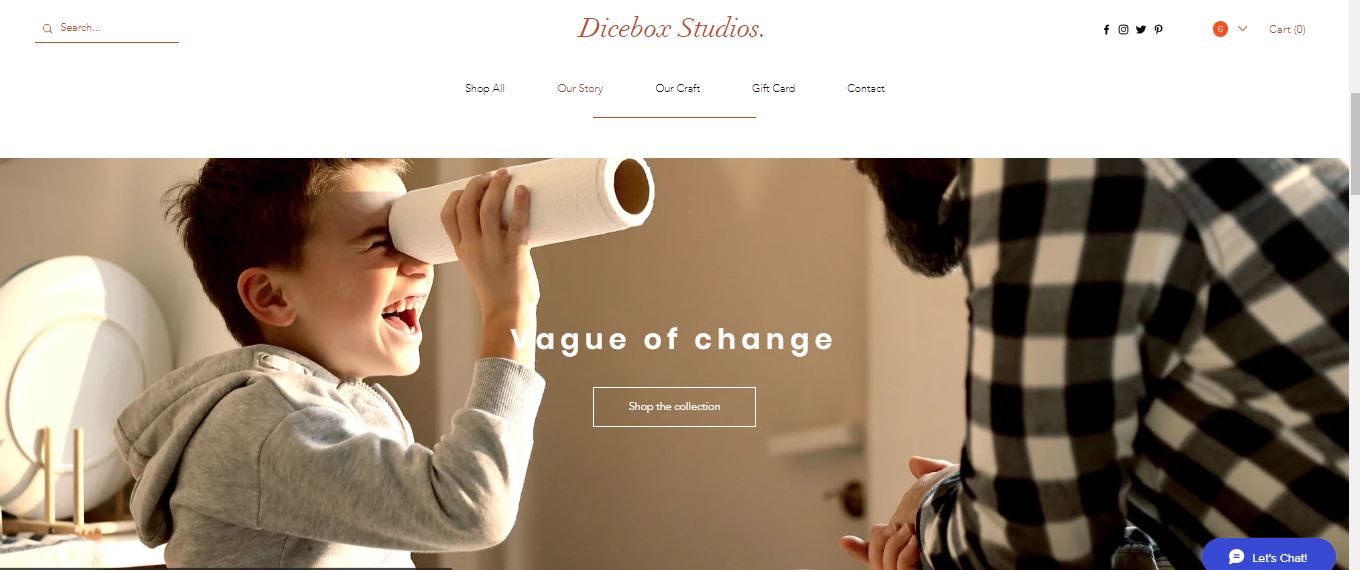 Search...
Dicebox Studios.
G
Cart (0)
Shop All
Our Story
Our Craft
Gift Card
Contact
Vague of change
Shop the collection
Let's Chat!